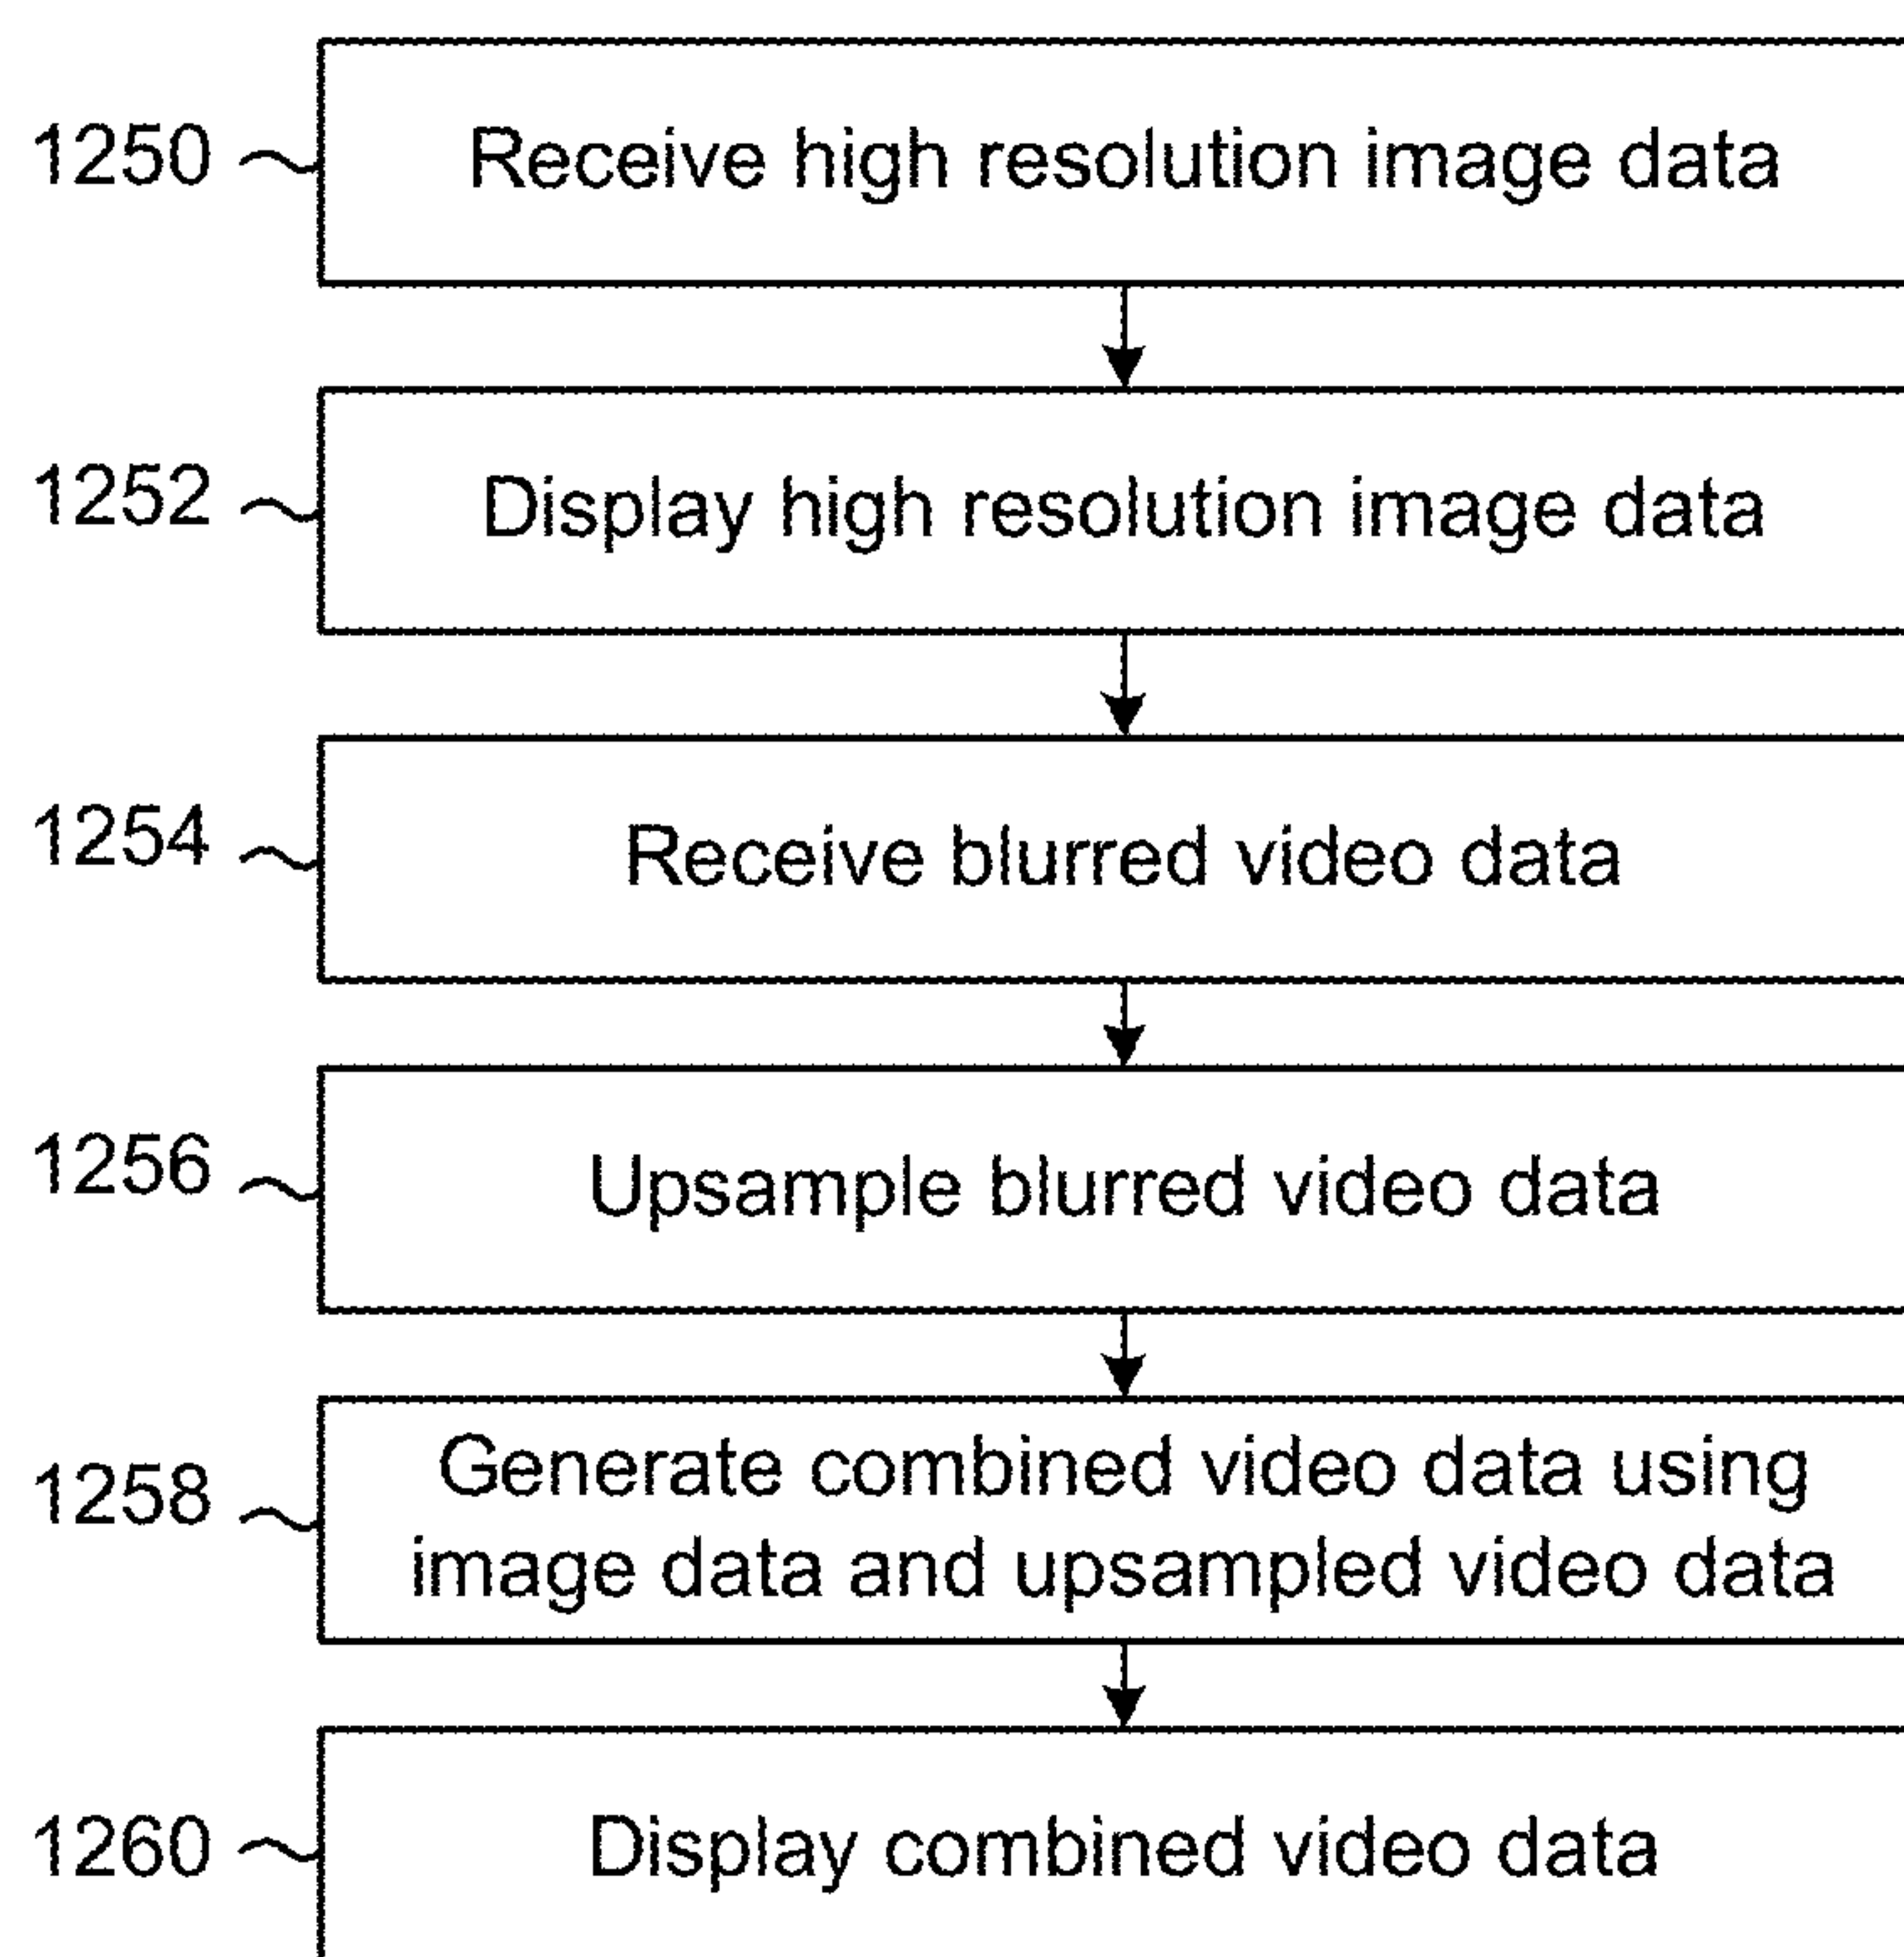 1250
Receive high resolution image data
1252
Display high resolution image data
1254
Receive blurred video data
1256
Upsample blurred video data
1258
Generate combined video data using
image data and upsampled video data
1260
Display combined video data